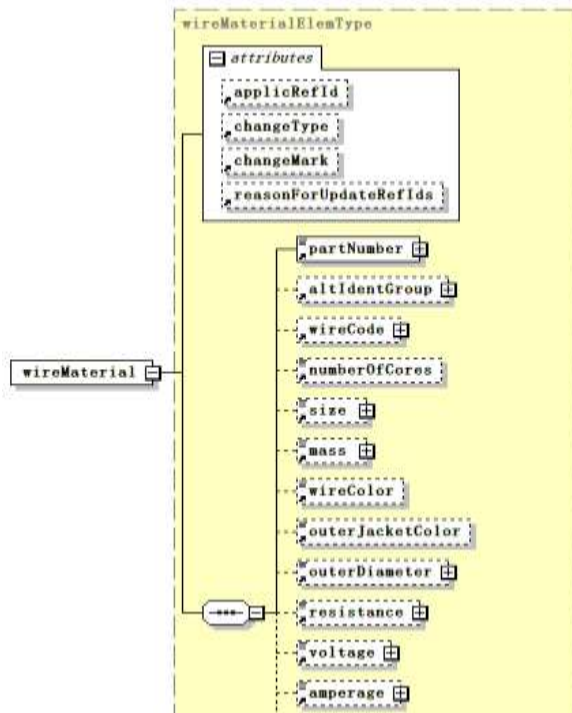 wireMaterialElemType
attributes
applicRefId
changeType
changeMark
reasonForUpdateRefIds
partNumber
altIdentGroup
wireCode
wireMaterial
numberOfCores
size
mass
wireColor
outerJacketColor
outerDiameter
resistance
voltage
amperage